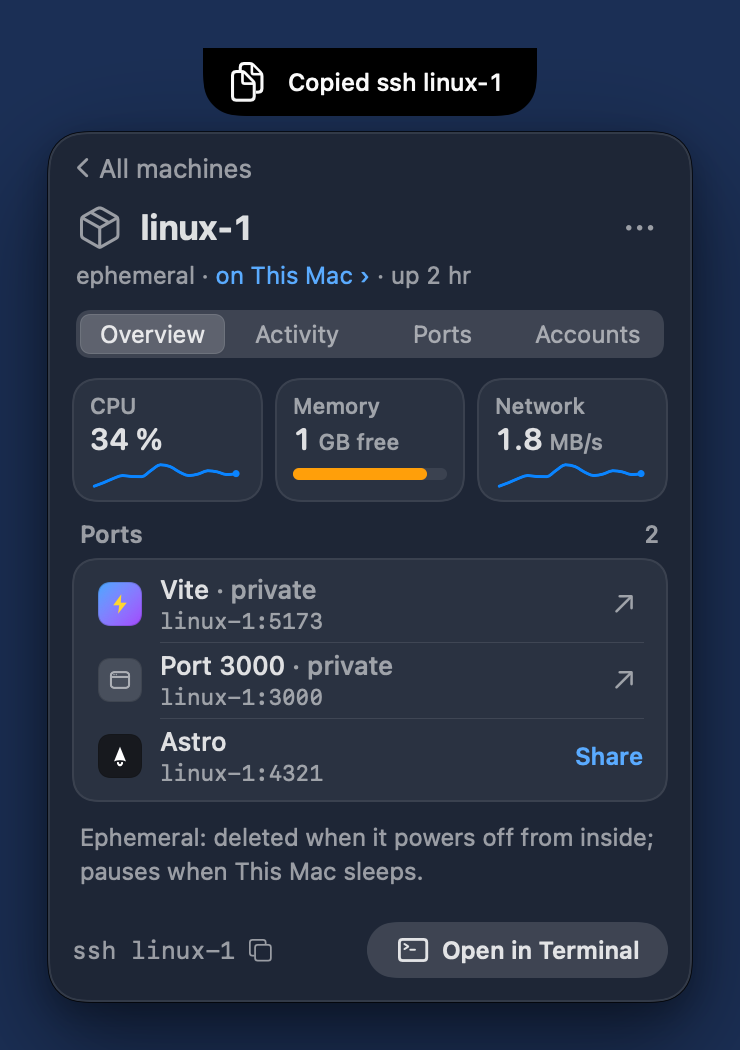 Copied ssh linux-1
All machines
linux-1
ephemeral · on This Mac › · up 2 hr
Overview Activity Ports Accounts
CPU Memory Network
34 % 1 GB free 1.8 MB/s
Ports 2
Vite · private
linux-1:5173
Port 3000 · private
linux-1:3000
Astro
linux-1:4321
Share
Ephemeral: deleted when it powers off from inside;
pauses when This Mac sleeps.
ssh linux-1 Open in Terminal